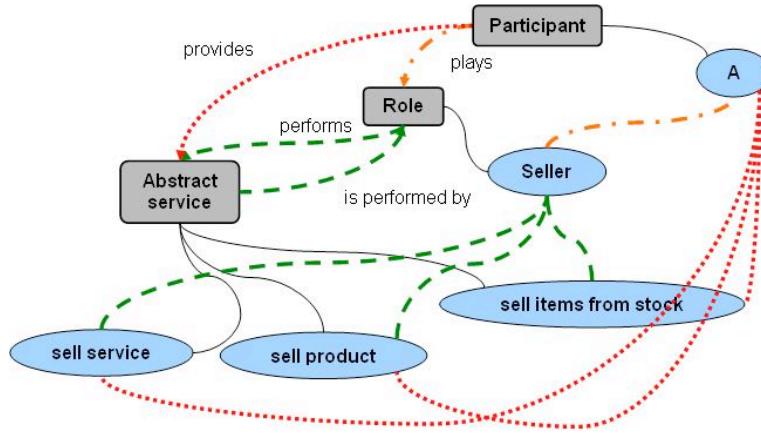 Participant
provides
A
plays
Role
performs
Seller
Abstract
service
is performed by
sell items from stock
sell service
sell product